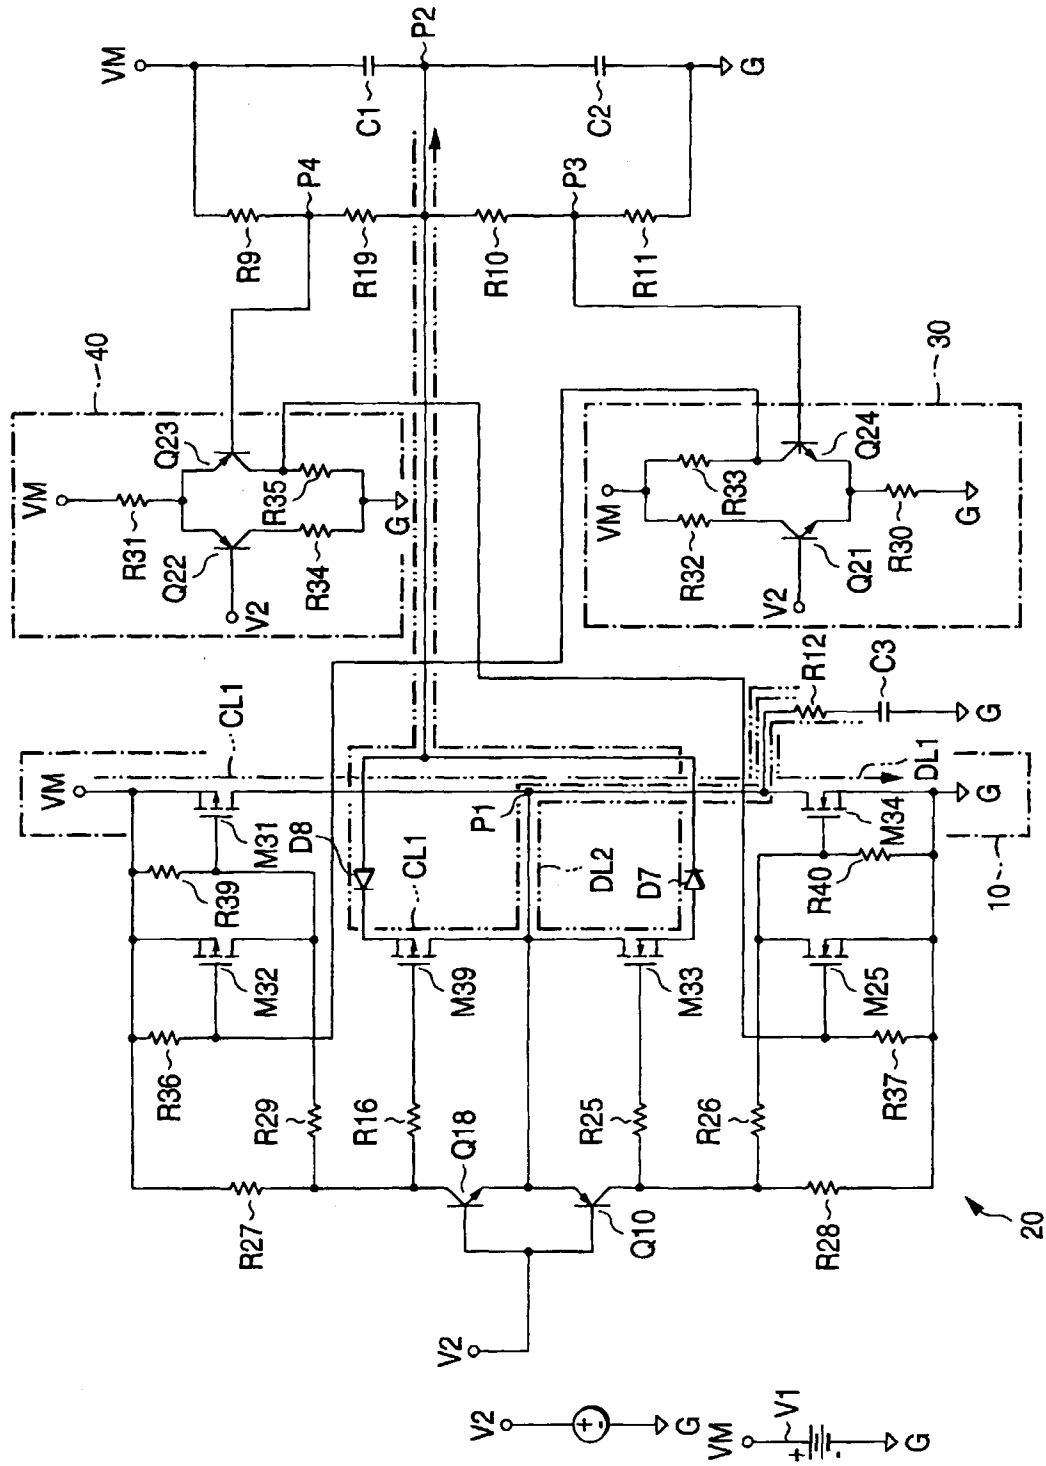 VM
C1
P2
C2
G
R9
P4
R19
R10
P3
R11
40
VM
R31
Q23
Q22
R35
R34
G
V2
30
VM
R33
R32
Q24
Q21
R30
G
V2
R12
C3
G
VM
CL1
M31
D8
CL1
P1
DL2
D7
DL1
M34
G
10
R39
R40
M32
M39
M33
M25
R36
R37
R29
R16
Q18
R25
R26
R27
Q10
R28
20
V2
V2
G
VM
V1
+
-
G
+
-